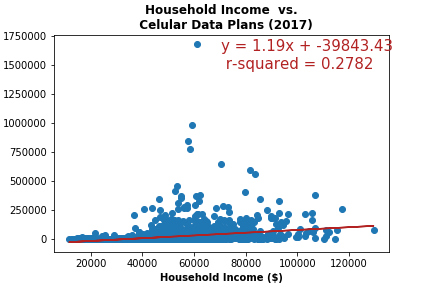 Household Income vs.
Celular Data Plans (2017)
1750000
1500000
1250000
1000000
750000
500000
250000
0
y = 1.19x + -39843.43
r-squared = 0.2782
20000 40000 60000 80000 100000 120000
Household Income ($)